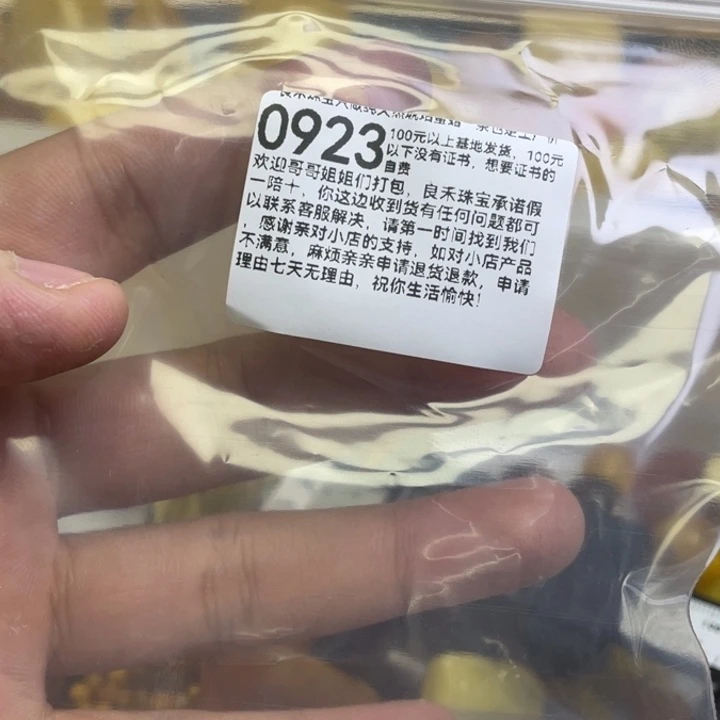 0923
100元以上基地发货，100元
以下没有证书，想要证书的
自费
欢迎哥哥姐姐们打包，良禾珠宝承诺假
一陪十，你这边收到货有任何问题都可
以联系客服解决，请第一时间找到我们
，感谢亲对小店的支持，如对小店产品
不满意，麻烦亲亲申请退货退款，申请
理由七天无理由，祝你生活愉快！